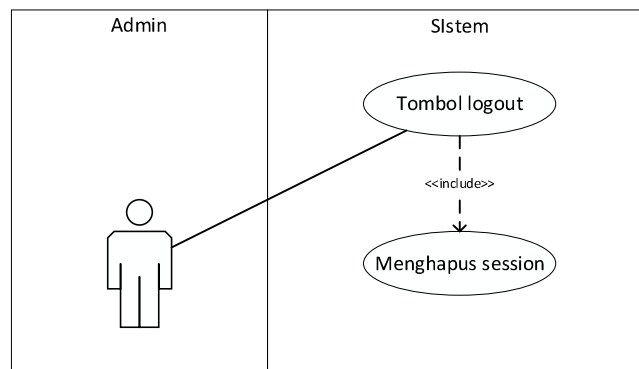 Admin
SIstem
Tombol logout
<<include>>
Menghapus session